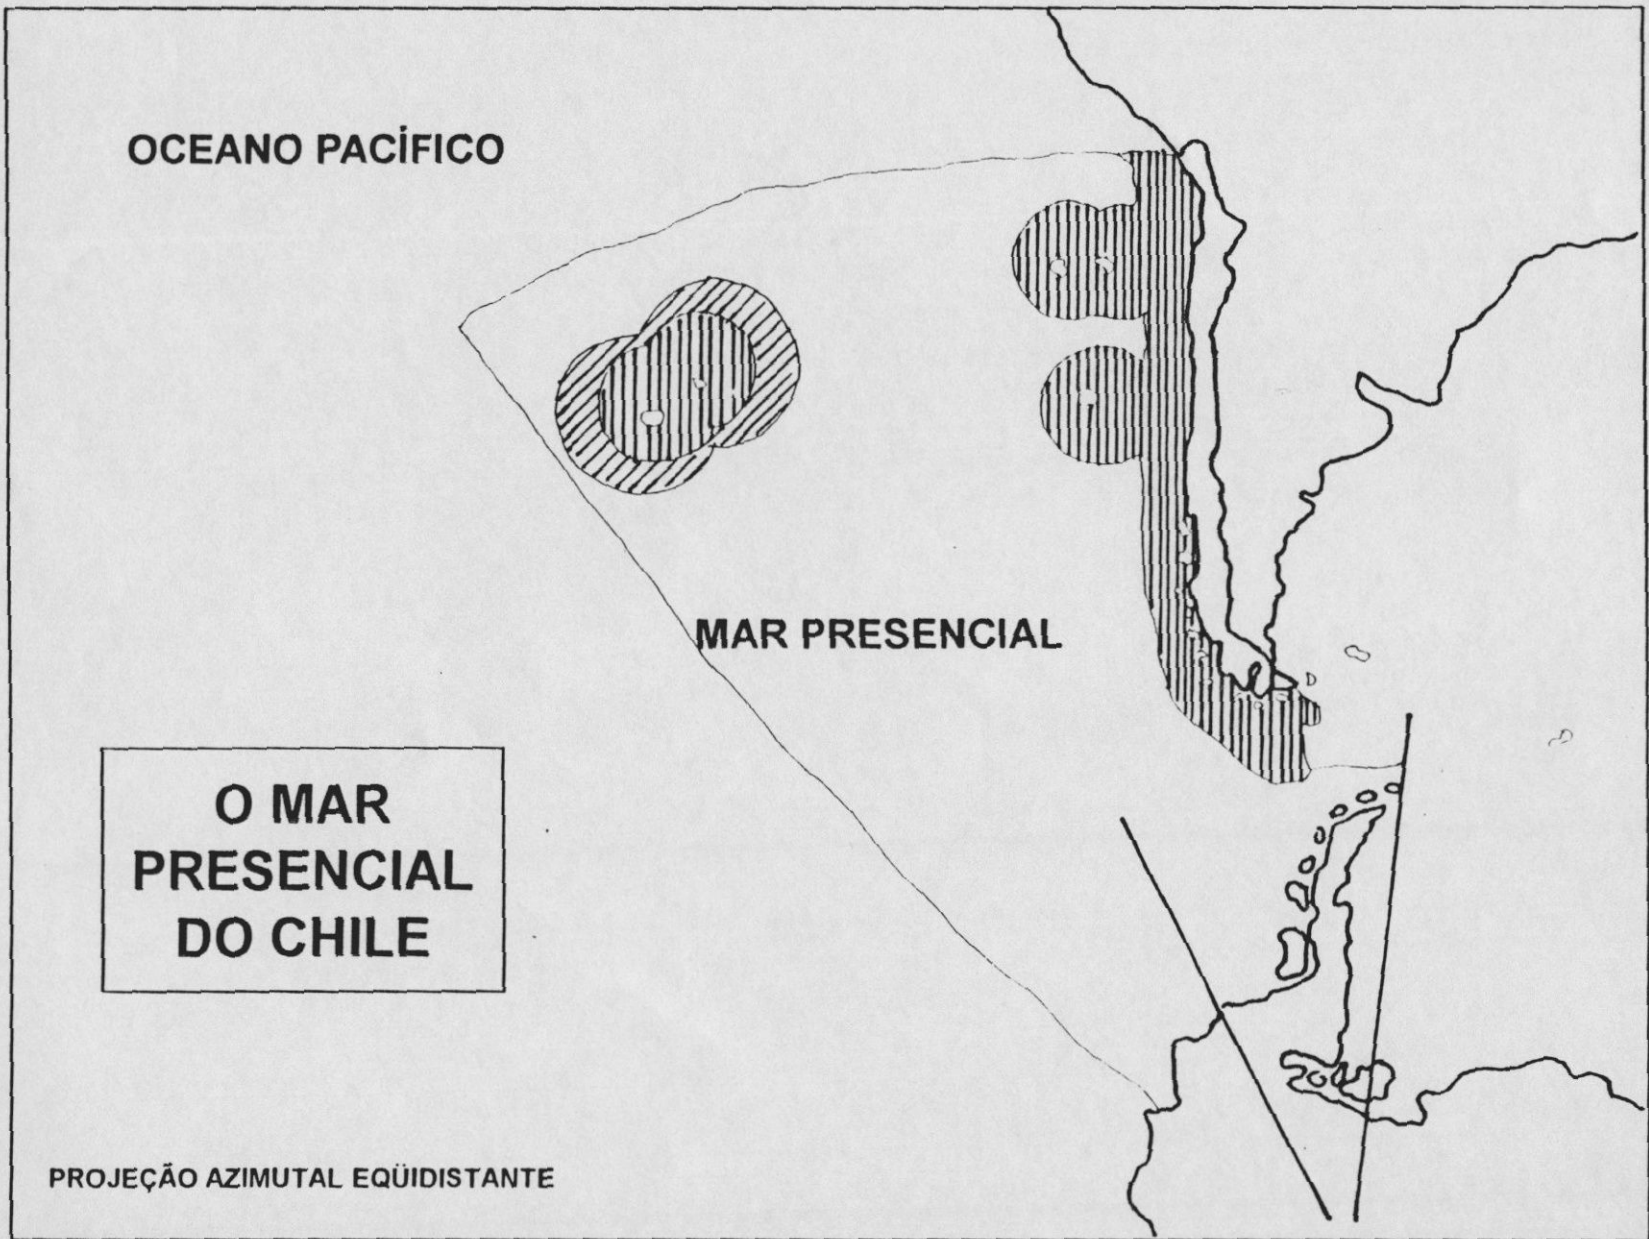 OCEANO PACÍFICO
MAR PRESENCIAL
O MAR
PRESENCIAL
DO CHILE
PROJEÇÃO AZIMUTAL EQÜIDISTANTE